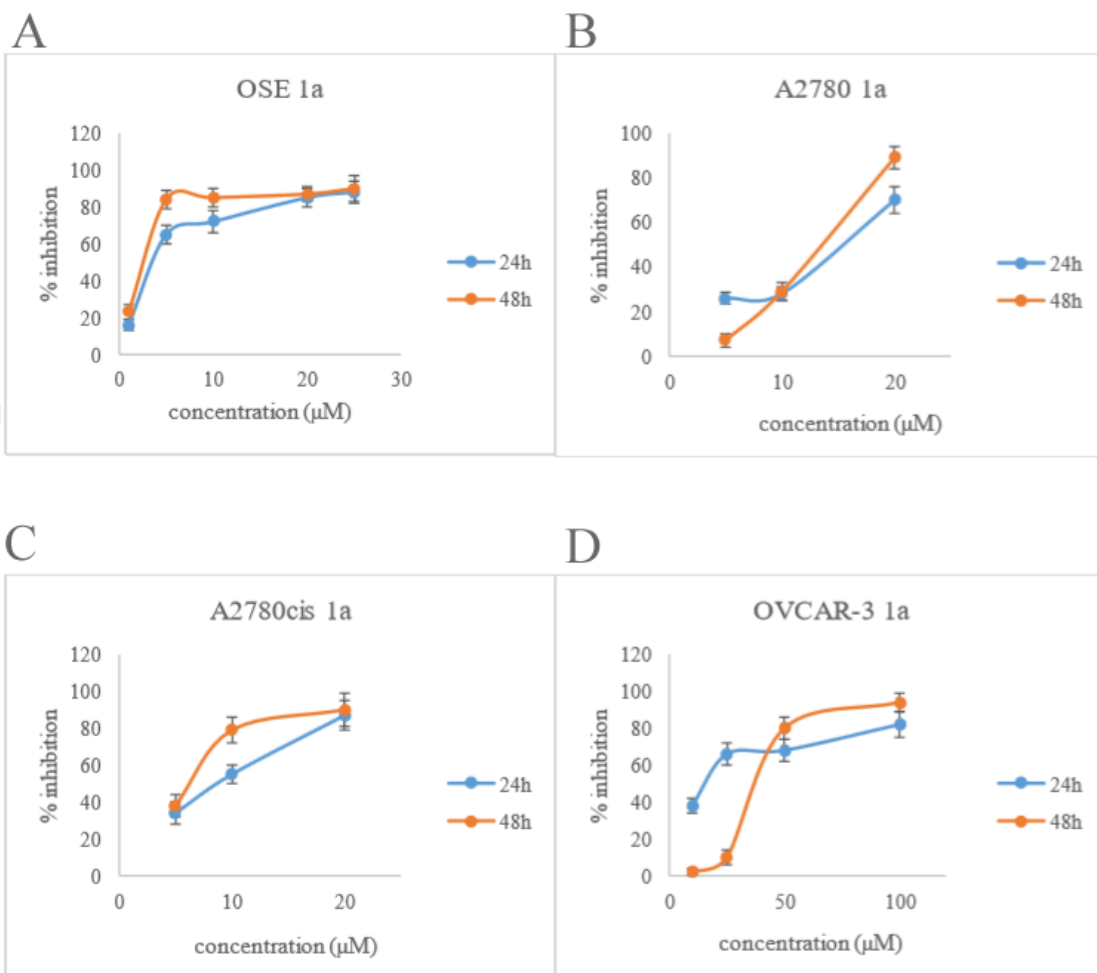 A
OSE 1a
120
100
80
60
40
20
0
% inhibition
0 10 20 30
concentration (μM)
24h
48h
B
A2780 1a
100
80
60
40
20
0
% inhibition
0 10 20
concentration (μM)
24h
48h
C
A2780cis 1a
120
100
80
60
40
20
0
% inhibition
0 10 20
concentration (μM)
24h
48h
D
OVCAR-3 1a
120
100
80
60
40
20
0
% inhibition
0 50 100
concentration (μM)
24h
48h